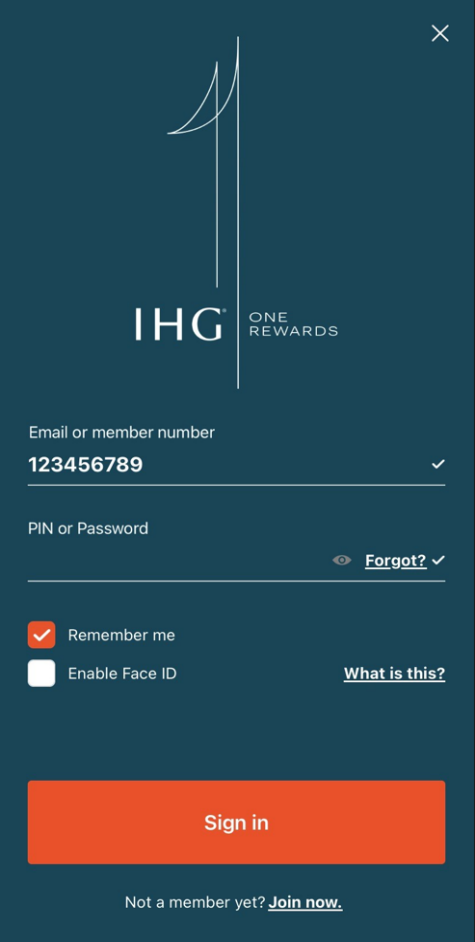 IHG®
ONE
REWARDS
Email or member number
123456789
PIN or Password
Forgot?
Remember me
Enable Face ID
What is this?
Sign in
Not a member yet? Join now.